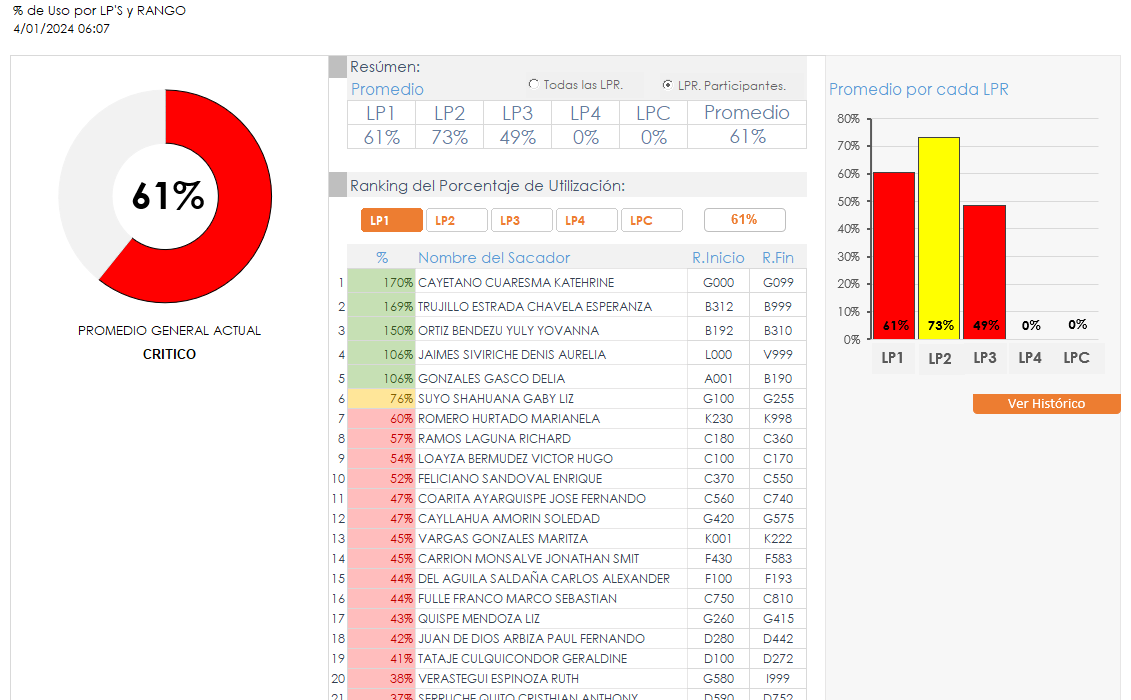 % de Uso por LP'S y RANGO
4/01/2024 06:07
61%
PROMEDIO GENERAL ACTUAL
CRITICO
Resúmen:
Promedio
Todas las LPR.
LPR. Participantes.
LP1 LP2 LP3 LP4 LPC Promedio
61% 73% 49% 0% 0% 61%
Ranking del Porcentaje de Utilización:
LP1 LP2 LP3 LP4 LPC 61%
% Nombre del Sacador R.Inicio R.Fin
1 170% CAYETANO CUARESMA KATEHRINE G000 G099
2 169% TRUJILLO ESTRADA CHAVELA ESPERANZA B312 B999
3 150% ORTIZ BENDEZU YULY YOVANNA B192 B310
4 106% JAIMES SIVIRICHE DENIS AURELIA L000 V999
5 106% GONZALES GASCO DELIA A001 B190
6 76% SUYO SHAHUANA GABY LIZ G100 G255
7 60% ROMERO HURTADO MARIANELA K230 K998
8 57% RAMOS LAGUNA RICHARD C180 C360
9 54% LOAYZA BERMUDEZ VICTOR HUGO C100 C170
10 52% FELICIANO SANDOVAL ENRIQUE C370 C550
11 47% COARITA AYARQUISPE JOSE FERNANDO C560 C740
12 47% CAYLLAHUA AMORIN SOLEDAD G420 G575
13 45% VARGAS GONZALES MARITZA K001 K222
14 45% CARRION MONSALVE JONATHAN SMIT F430 F583
15 44% DEL AGUILA SALDAÑA CARLOS ALEXANDER F100 F193
16 44% FULLE FRANCO MARCO SEBASTIAN C750 C810
17 43% QUISPE MENDOZA LIZ G260 G415
18 42% JUAN DE DIOS ARBIZA PAUL FERNANDO D280 D442
19 41% TATAJE CULQUICONDOR GERALDINE D100 D272
20 38% VERASTEGUI ESPINOZA RUTH G580 I999
21 37% SERRUCHE QUITO CRISTHIAN ANTHONY D590 D752
Promedio por cada LPR
80%
70%
60%
50%
40%
30%
20%
10%
0%
61% 73% 49% 0% 0%
LP1 LP2 LP3 LP4 LPC
Ver Histórico